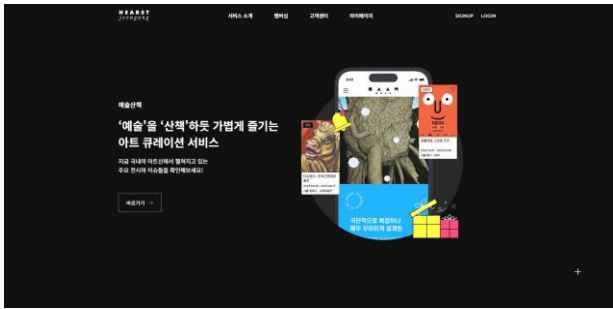 HEARST
joongang
서비스 소개 멤버십 고객센터 마이페이지
SIGNUP LOGIN
예술산책
‘예술'을 ‘산책'하듯 가볍게 즐기는
아트 큐레이션 서비스
지금 국내외 아트신에서 펼쳐지고 있는
주요 전시와 이슈들을 확인해보세요!
바로가기 →
극단적으로 복잡하나
매우 우아하게 설계된